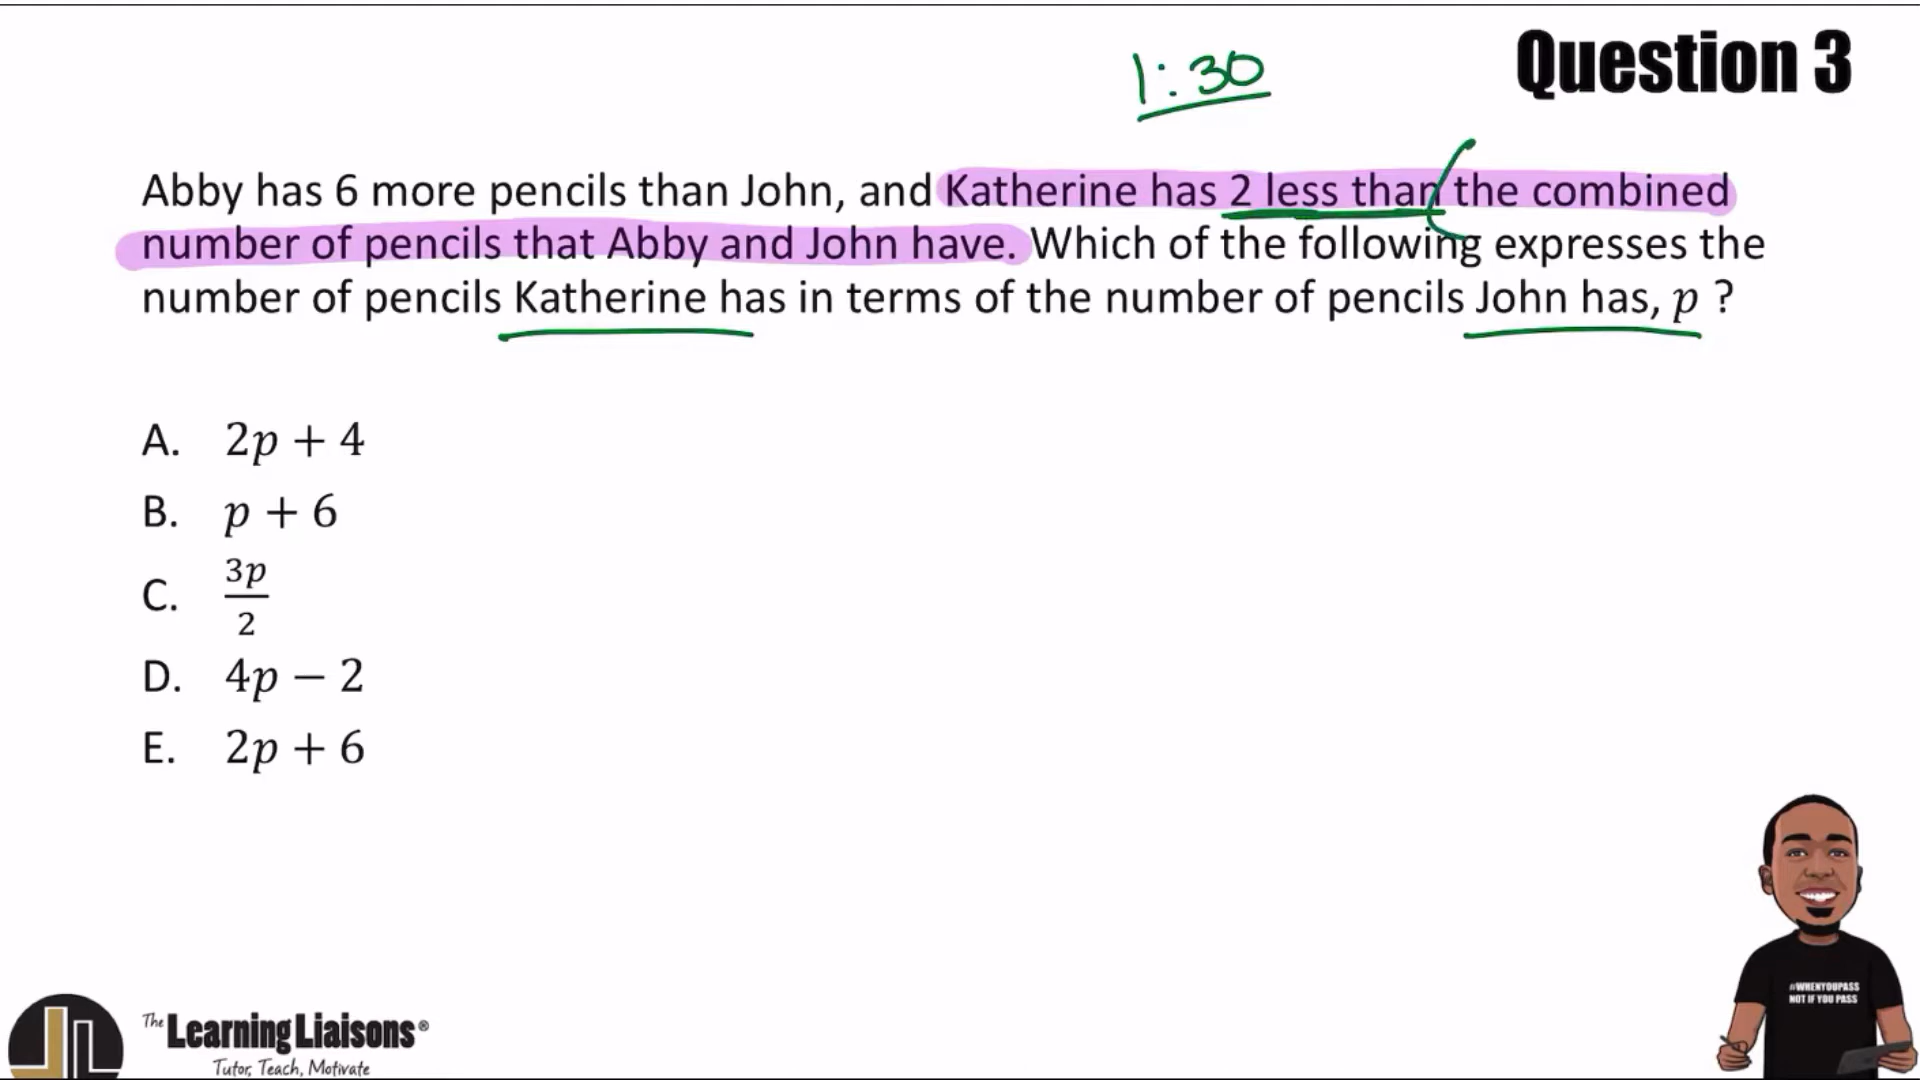 1:30
Question 3
Abby has 6 more pencils than John, and Katherine has 2 less than the combined
number of pencils that Abby and John have. Which of the following expresses the
number of pencils Katherine has in terms of the number of pencils John has, p ?
A. 2p + 4
B. p + 6
C. 3p/2
D. 4p − 2
E. 2p + 6
#WHENYOUPASS
NOT IF YOU PASS
The Learning Liaisons®
Tutor, Teach, Motivate